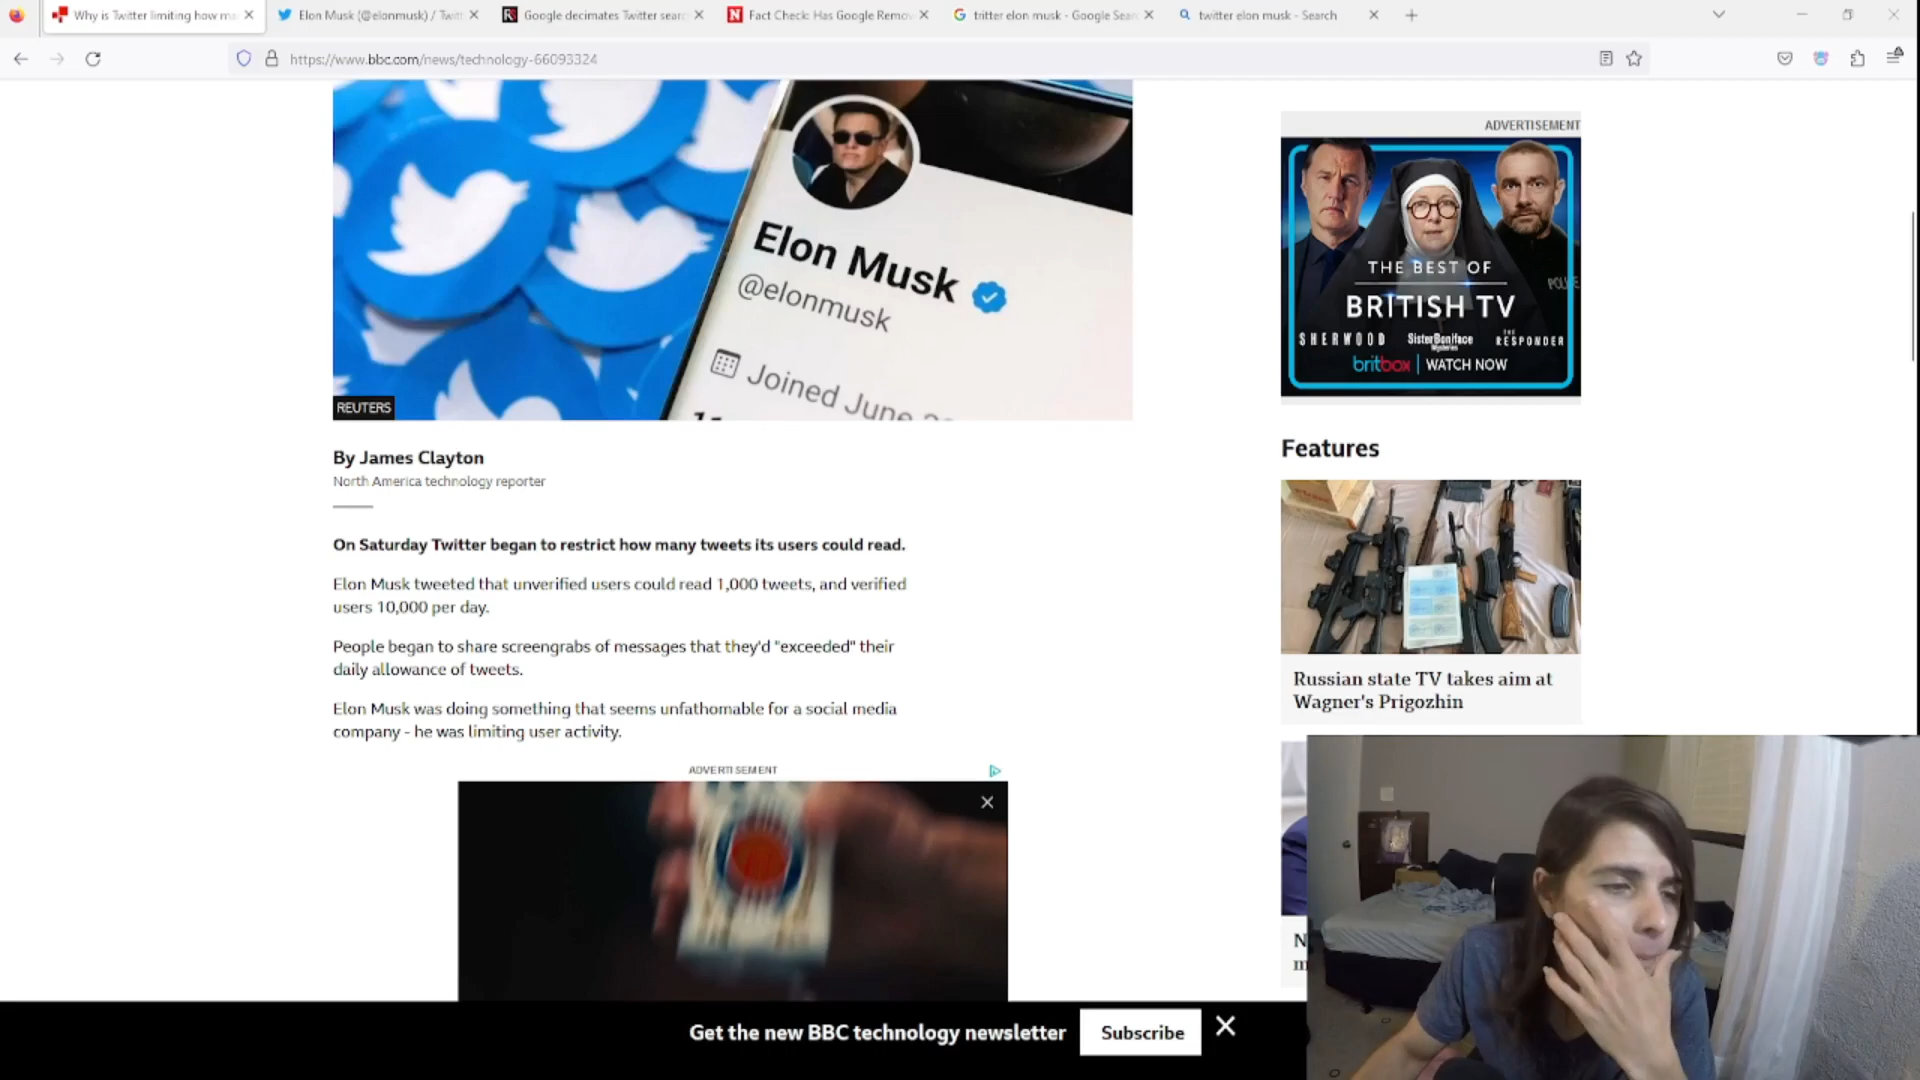 Why is Twitter limiting how m
Elon Musk (@elonmusk) / Twitt
Google decimates Twitter searc
Fact Check: Has Google Remov
tritter elon musk - Google Sear
twitter elon musk - Search
https://www.bbc.com/news/technology-66093324
Elon Musk
@elonmusk
Joined June
REUTERS
By James Clayton
North America technology reporter
On Saturday Twitter began to restrict how many tweets its users could read.
Elon Musk tweeted that unverified users could read 1,000 tweets, and verified
users 10,000 per day.
People began to share screengrabs of messages that they'd "exceeded" their
daily allowance of tweets.
Elon Musk was doing something that seems unfathomable for a social media
company - he was limiting user activity.
ADVERTISEMENT
Get the new BBC technology newsletter
Subscribe
ADVERTISEMENT
POLICE
THE BEST OF
BRITISH TV
SHERWOOD
SisterBoniface
Mysteries
THE
RESPONDER
britbox | WATCH NOW
Features
Russian state TV takes aim at
Wagner's Prigozhin
N
m